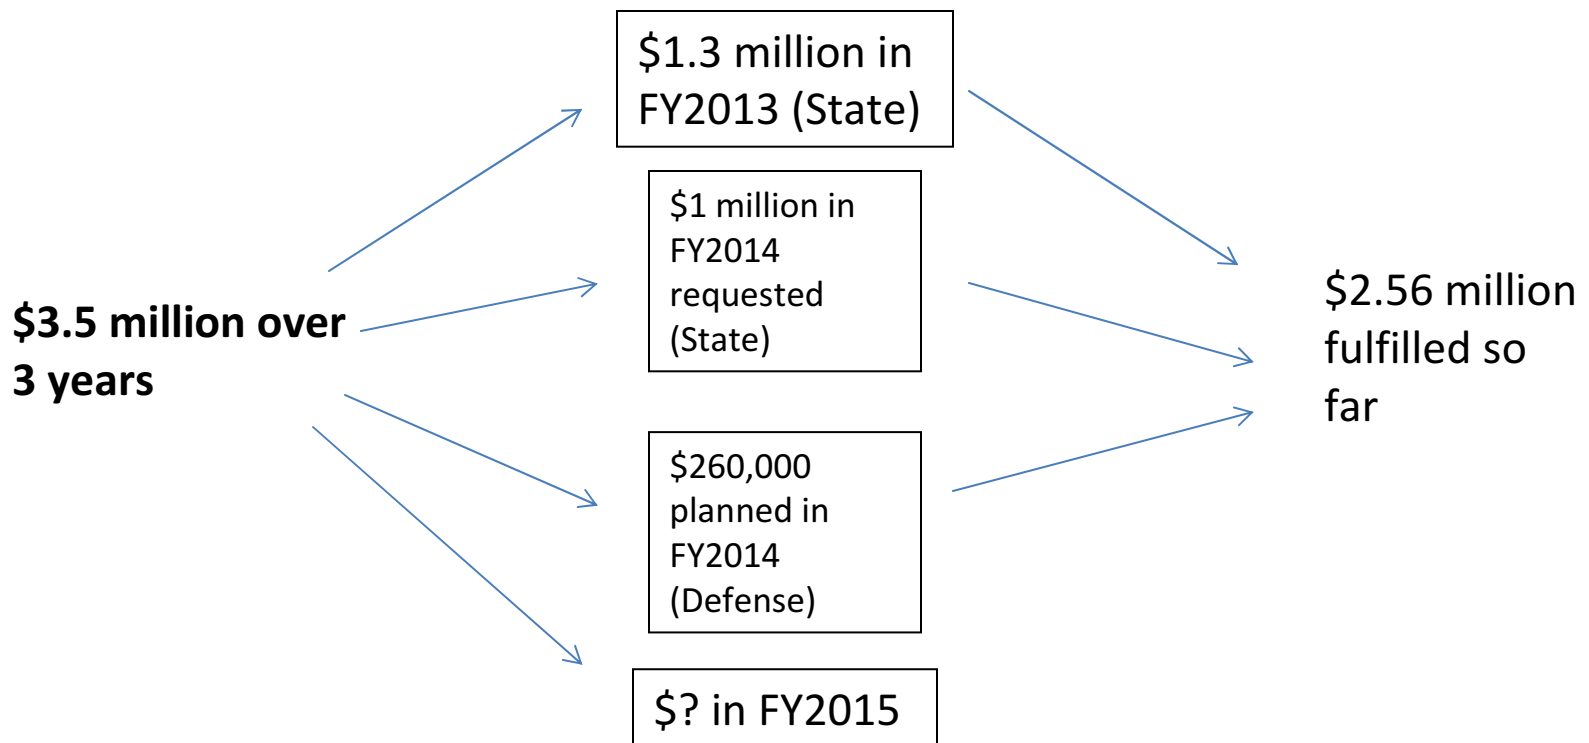 $1.3 million in
FY2013 (State)
$1 million in
FY2014
requested
(State)
$3.5 million over
3 years
$2.56 million
fulfilled so
far
$260,000
planned in
FY2014
(Defense)
$? in FY2015